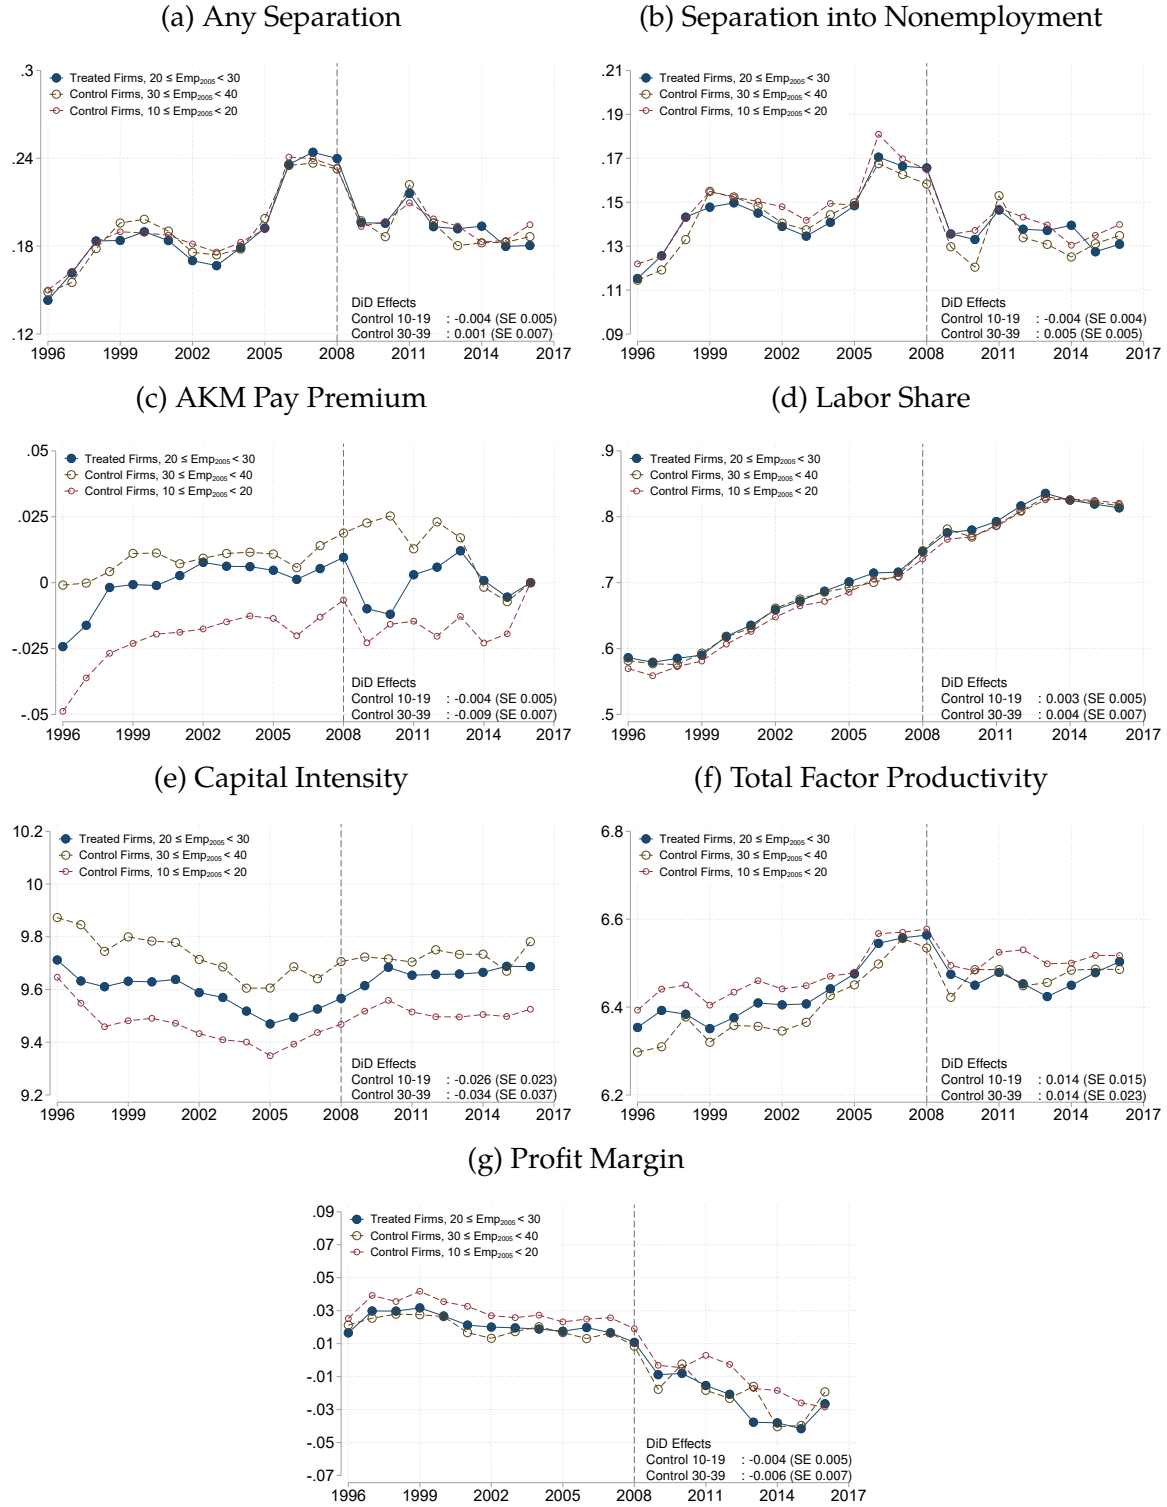 (a) Any Separation
.3
.24
.18
.12
Treated Firms, 20 ≤ Emp2005 < 30
Control Firms, 30 ≤ Emp2005 < 40
Control Firms, 10 ≤ Emp2005 < 20
DiD Effects
Control 10-19 : -0.004 (SE 0.005)
Control 30-39 : 0.001 (SE 0.007)
1996 1999 2002 2005 2008 2011 2014 2017
(b) Separation into Nonemployment
.21
.19
.17
.15
.13
.11
.09
Treated Firms, 20 ≤ Emp2005 < 30
Control Firms, 30 ≤ Emp2005 < 40
Control Firms, 10 ≤ Emp2005 < 20
DiD Effects
Control 10-19 : -0.004 (SE 0.004)
Control 30-39 : 0.005 (SE 0.005)
1996 1999 2002 2005 2008 2011 2014 2017
(c) AKM Pay Premium
.05
.025
0
-.025
-.05
Treated Firms, 20 ≤ Emp2005 < 30
Control Firms, 30 ≤ Emp2005 < 40
Control Firms, 10 ≤ Emp2005 < 20
DiD Effects
Control 10-19 : -0.004 (SE 0.005)
Control 30-39 : -0.009 (SE 0.007)
1996 1999 2002 2005 2008 2011 2014 2017
(d) Labor Share
.9
.8
.7
.6
.5
Treated Firms, 20 ≤ Emp2005 < 30
Control Firms, 30 ≤ Emp2005 < 40
Control Firms, 10 ≤ Emp2005 < 20
DiD Effects
Control 10-19 : 0.003 (SE 0.005)
Control 30-39 : 0.004 (SE 0.007)
1996 1999 2002 2005 2008 2011 2014 2017
(e) Capital Intensity
10.2
10
9.8
9.6
9.4
9.2
Treated Firms, 20 ≤ Emp2005 < 30
Control Firms, 30 ≤ Emp2005 < 40
Control Firms, 10 ≤ Emp2005 < 20
DiD Effects
Control 10-19 : -0.026 (SE 0.023)
Control 30-39 : -0.034 (SE 0.037)
1996 1999 2002 2005 2008 2011 2014 2017
(f) Total Factor Productivity
6.8
6.6
6.4
6.2
Treated Firms, 20 ≤ Emp2005 < 30
Control Firms, 30 ≤ Emp2005 < 40
Control Firms, 10 ≤ Emp2005 < 20
DiD Effects
Control 10-19 : 0.014 (SE 0.015)
Control 30-39 : 0.014 (SE 0.023)
1996 1999 2002 2005 2008 2011 2014 2017
(g) Profit Margin
.09
.07
.05
.03
.01
-.01
-.03
-.05
-.07
Treated Firms, 20 ≤ Emp2005 < 30
Control Firms, 30 ≤ Emp2005 < 40
Control Firms, 10 ≤ Emp2005 < 20
DiD Effects
Control 10-19 : -0.004 (SE 0.005)
Control 30-39 : -0.006 (SE 0.007)
1996 1999 2002 2005 2008 2011 2014 2017